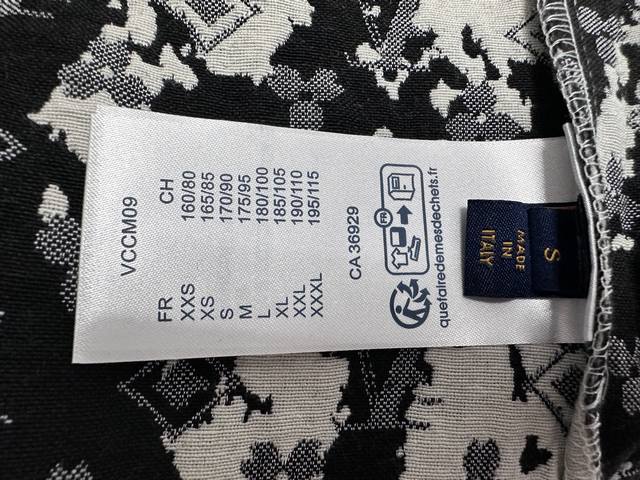 VCCM09
FR CH
XXS 160/80
XS 165/85
S 170/90
M 175/95
L 180/100
XL 185/105
XXL 190/110
XXXL 195/115
CA 36929
FR
quefairedemesdechets.fr
S
MADE
IN
ITALY